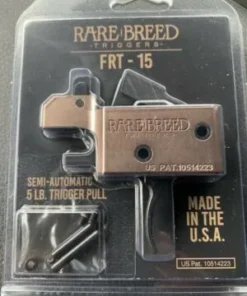 RARE BREED
- TRIGGERS -
FRT - 15
RARE BREED
TRIGGERS
US PAT. 10514223
SEMI-AUTOMATIC
5 LB. TRIGGER PULL
MADE
IN THE
U.S.A.
US Pat. 10514223